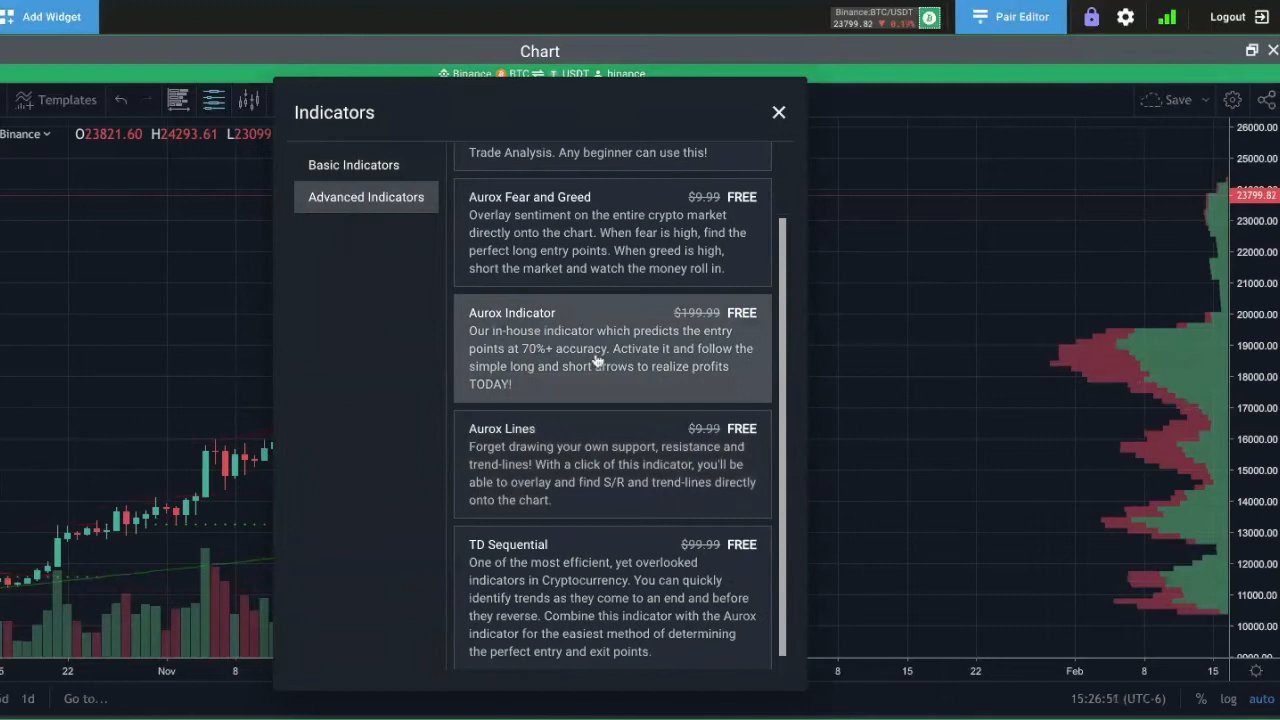 Add Widget
Binance:BTC/USDT
23799.82 ▼ 0.13%
Pair Editor
Logout
Chart
Binance BTC ⇌ USDT binance
Templates
Save
Binance
O23821.60 H24293.61 L23099
Indicators
Basic Indicators
Advanced Indicators
Trade Analysis. Any beginner can use this!
Aurox Fear and Greed $9.99 FREE
Overlay sentiment on the entire crypto market
directly onto the chart. When fear is high, find the
perfect long entry points. When greed is high,
short the market and watch the money roll in.
Aurox Indicator $199.99 FREE
Our in-house indicator which predicts the entry
points at 70%+ accuracy. Activate it and follow the
simple long and short arrows to realize profits
TODAY!
Aurox Lines $9.99 FREE
Forget drawing your own support, resistance and
trend-lines! With a click of this indicator, you'll be
able to overlay and find S/R and trend-lines directly
onto the chart.
TD Sequential $99.99 FREE
One of the most efficient, yet overlooked
indicators in Cryptocurrency. You can quickly
identify trends as they come to an end and before
they reverse. Combine this indicator with the Aurox
indicator for the easiest method of determining
the perfect entry and exit points.
26000.00
25000.00
23799.82
23000.00
22000.00
21000.00
20000.00
19000.00
18000.00
17000.00
16000.00
15000.00
14000.00
13000.00
12000.00
11000.00
10000.00
22 Nov 8 8 15 22 Feb 8 15
1d Go to... 15:26:51 (UTC-6) % log auto